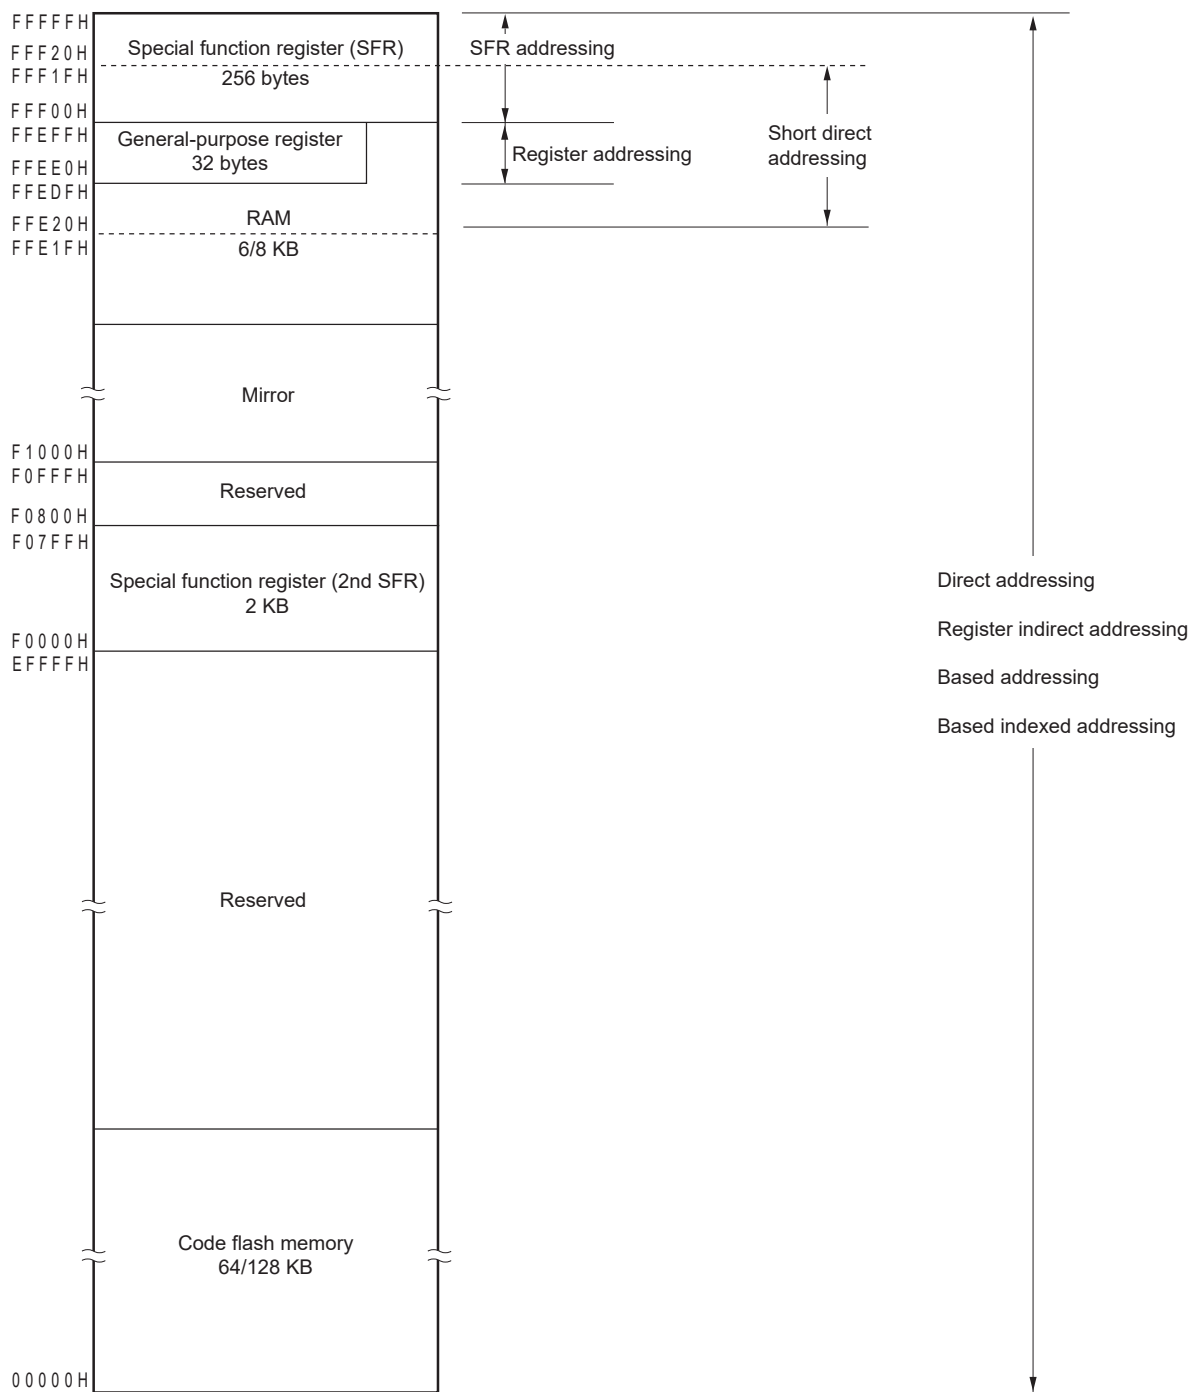 FFFFFH
Special function register (SFR)
SFR addressing
FFF20H
FFF1FH
256 bytes
FFF00H
FFEFFH
General-purpose register
Short direct
32 bytes
Register addressing
addressing
FFEE0H
FFEDFH
RAM
FFE20H
FFE1FH
6/8 KB
Mirror
F1000H
F0FFFH
Reserved
F0800H
F07FFH
Special function register (2nd SFR)
Direct addressing
2 KB
Register indirect addressing
F0000H
EFFFFH
Based addressing
Based indexed addressing
Reserved
Code flash memory
64/128 KB
00000H